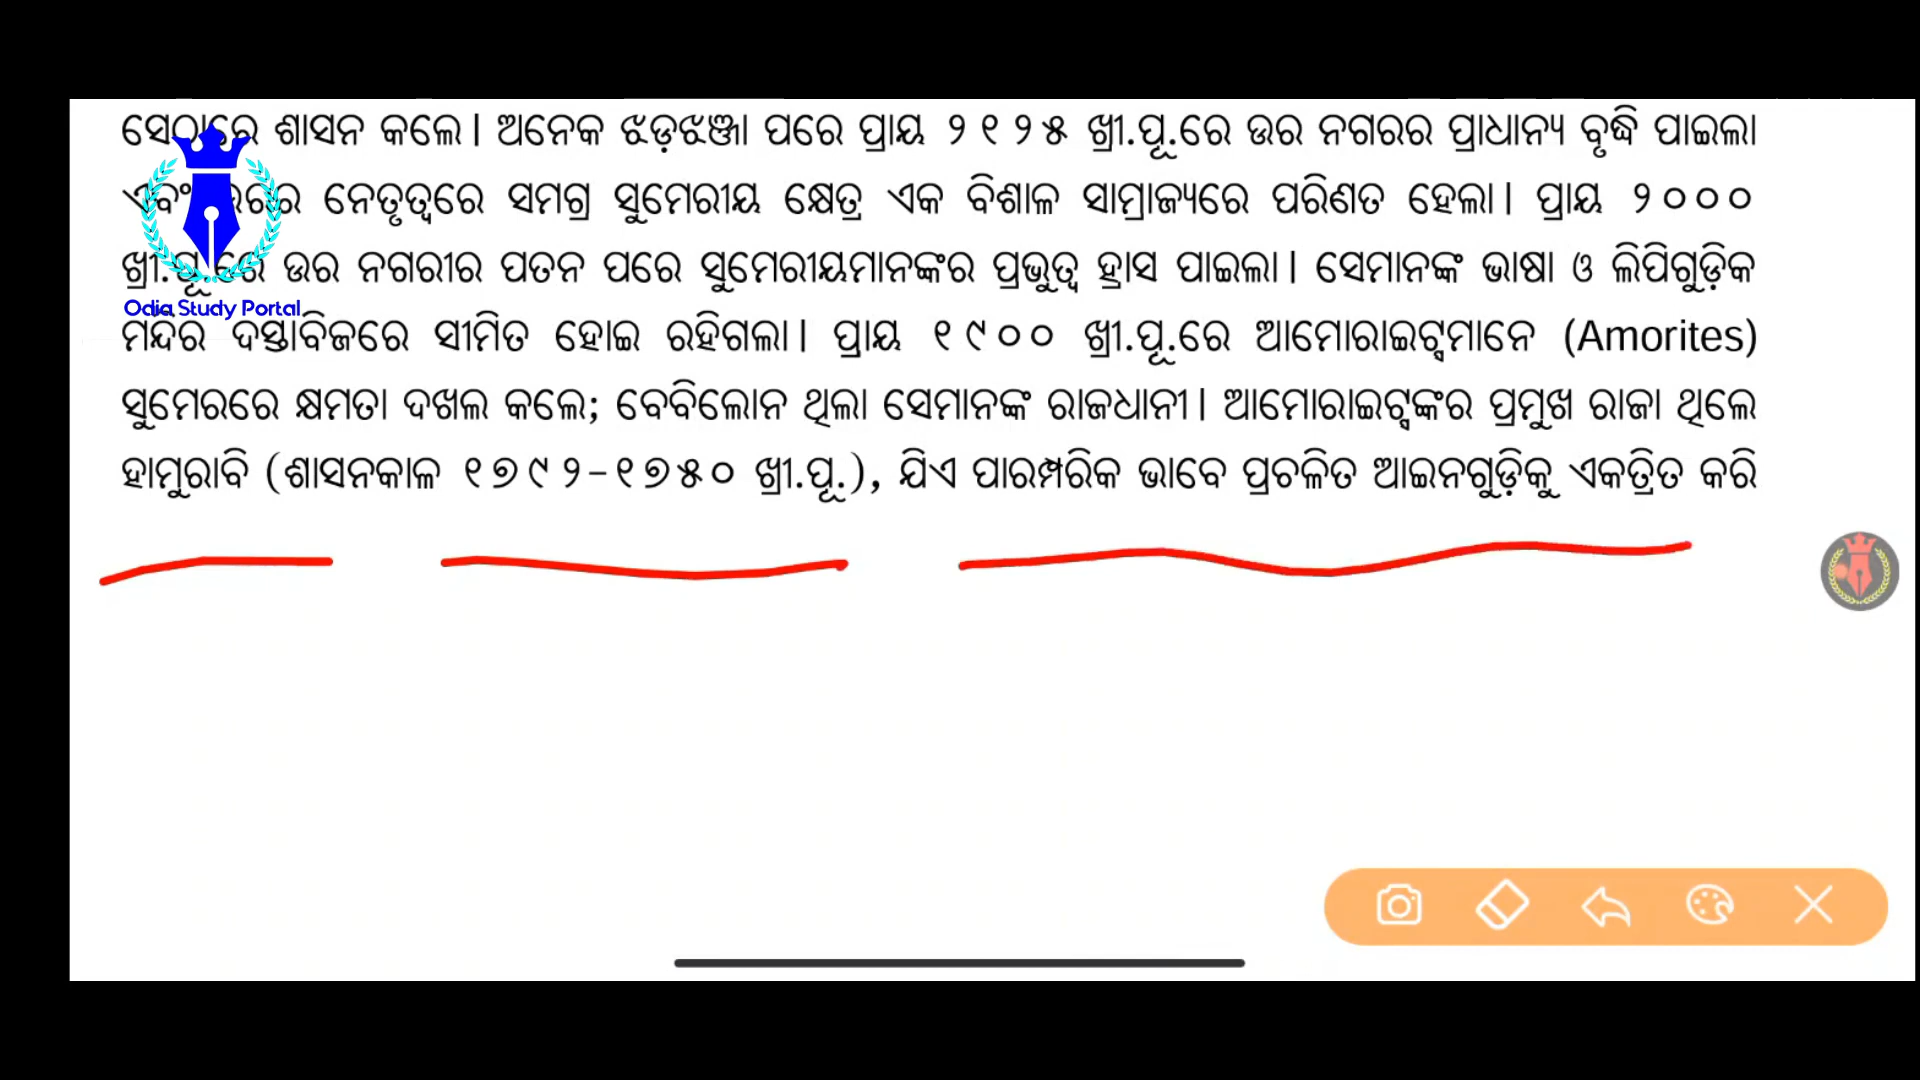 ସେଠାରେ ଶାସନ କଲେ। ଅନେକ ଝଡ଼ଝଞ୍ଜା ପରେ ପ୍ରାୟ ୨୧୨୫ ଖ୍ରୀ.ପୂ.ରେ ଉର ନଗରର ପ୍ରାଧାନ୍ୟ ବୃଦ୍ଧି ପାଇଲା
ଏବଂ ଉରର ନେତୃତ୍ୱରେ ସମଗ୍ର ସୁମେରୀୟ କ୍ଷେତ୍ର ଏକ ବିଶାଳ ସାମ୍ରାଜ୍ୟରେ ପରିଣତ ହେଲା। ପ୍ରାୟ ୨୦୦୦
ଖ୍ରୀ.ପୂ.ରେ ଉର ନଗରୀର ପତନ ପରେ ସୁମେରୀୟମାନଙ୍କର ପ୍ରଭୁତ୍ୱ ହ୍ରାସ ପାଇଲା। ସେମାନଙ୍କ ଭାଷା ଓ ଲିପିଗୁଡ଼ିକ
Odia Study Portal
ମନ୍ଦିର ଦସ୍ତାବିଜରେ ସୀମିତ ହୋଇ ରହିଗଲା। ପ୍ରାୟ ୧୯୦୦ ଖ୍ରୀ.ପୂ.ରେ ଆମୋରାଇଟ୍ସମାନେ (Amorites)
ସୁମେରରେ କ୍ଷମତା ଦଖଲ କଲେ; ବେବିଲୋନ ଥିଲା ସେମାନଙ୍କ ରାଜଧାନୀ। ଆମୋରାଇଟ୍ସଙ୍କର ପ୍ରମୁଖ ରାଜା ଥିଲେ
ହାମୁରାବି (ଶାସନକାଳ ୧୭୯୨-୧୭୫୦ ଖ୍ରୀ.ପୂ.), ଯିଏ ପାରମ୍ପରିକ ଭାବେ ପ୍ରଚଳିତ ଆଇନଗୁଡ଼ିକୁ ଏକତ୍ରିତ କରି